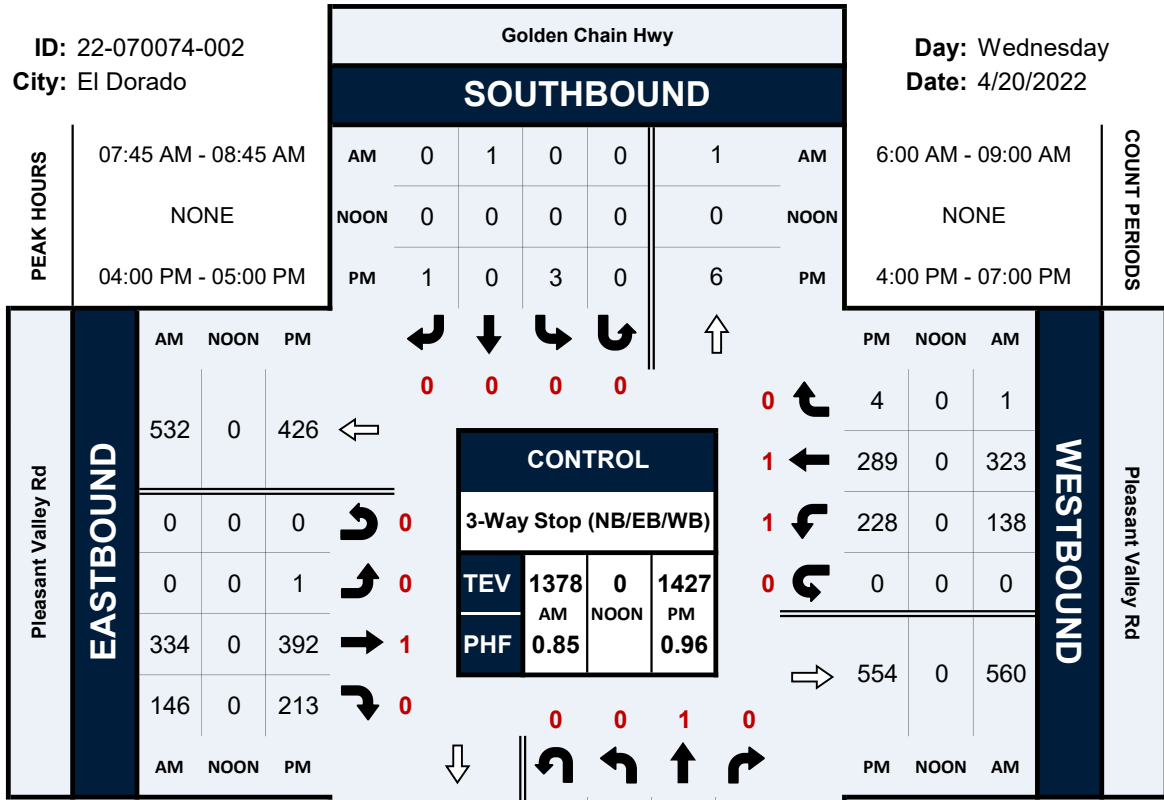 Golden Chain Hwy
SOUTHBOUND
ID: 22-070074-002
City: El Dorado
Day: Wednesday
Date: 4/20/2022
PEAK HOURS
07:45 AM - 08:45 AM
NONE
04:00 PM - 05:00 PM
AM 0 1 0 0 1 AM
NOON 0 0 0 0 0 NOON
PM 1 0 3 0 6 PM
6:00 AM - 09:00 AM
NONE
4:00 PM - 07:00 PM
COUNT PERIODS
0 0 0 0
Pleasant Valley Rd
EASTBOUND
AM NOON PM
532 0 426
0 0 0 0
0 0 1 0
334 0 392 1
146 0 213 0
AM NOON PM
CONTROL
3-Way Stop (NB/EB/WB)
TEV 1378 0 1427
AM NOON PM
PHF 0.85 0.96
PM NOON AM
0 4 0 1
1 289 0 323
1 228 0 138
0 0 0 0
554 0 560
PM NOON AM
WESTBOUND
Pleasant Valley Rd
0 0 1 0